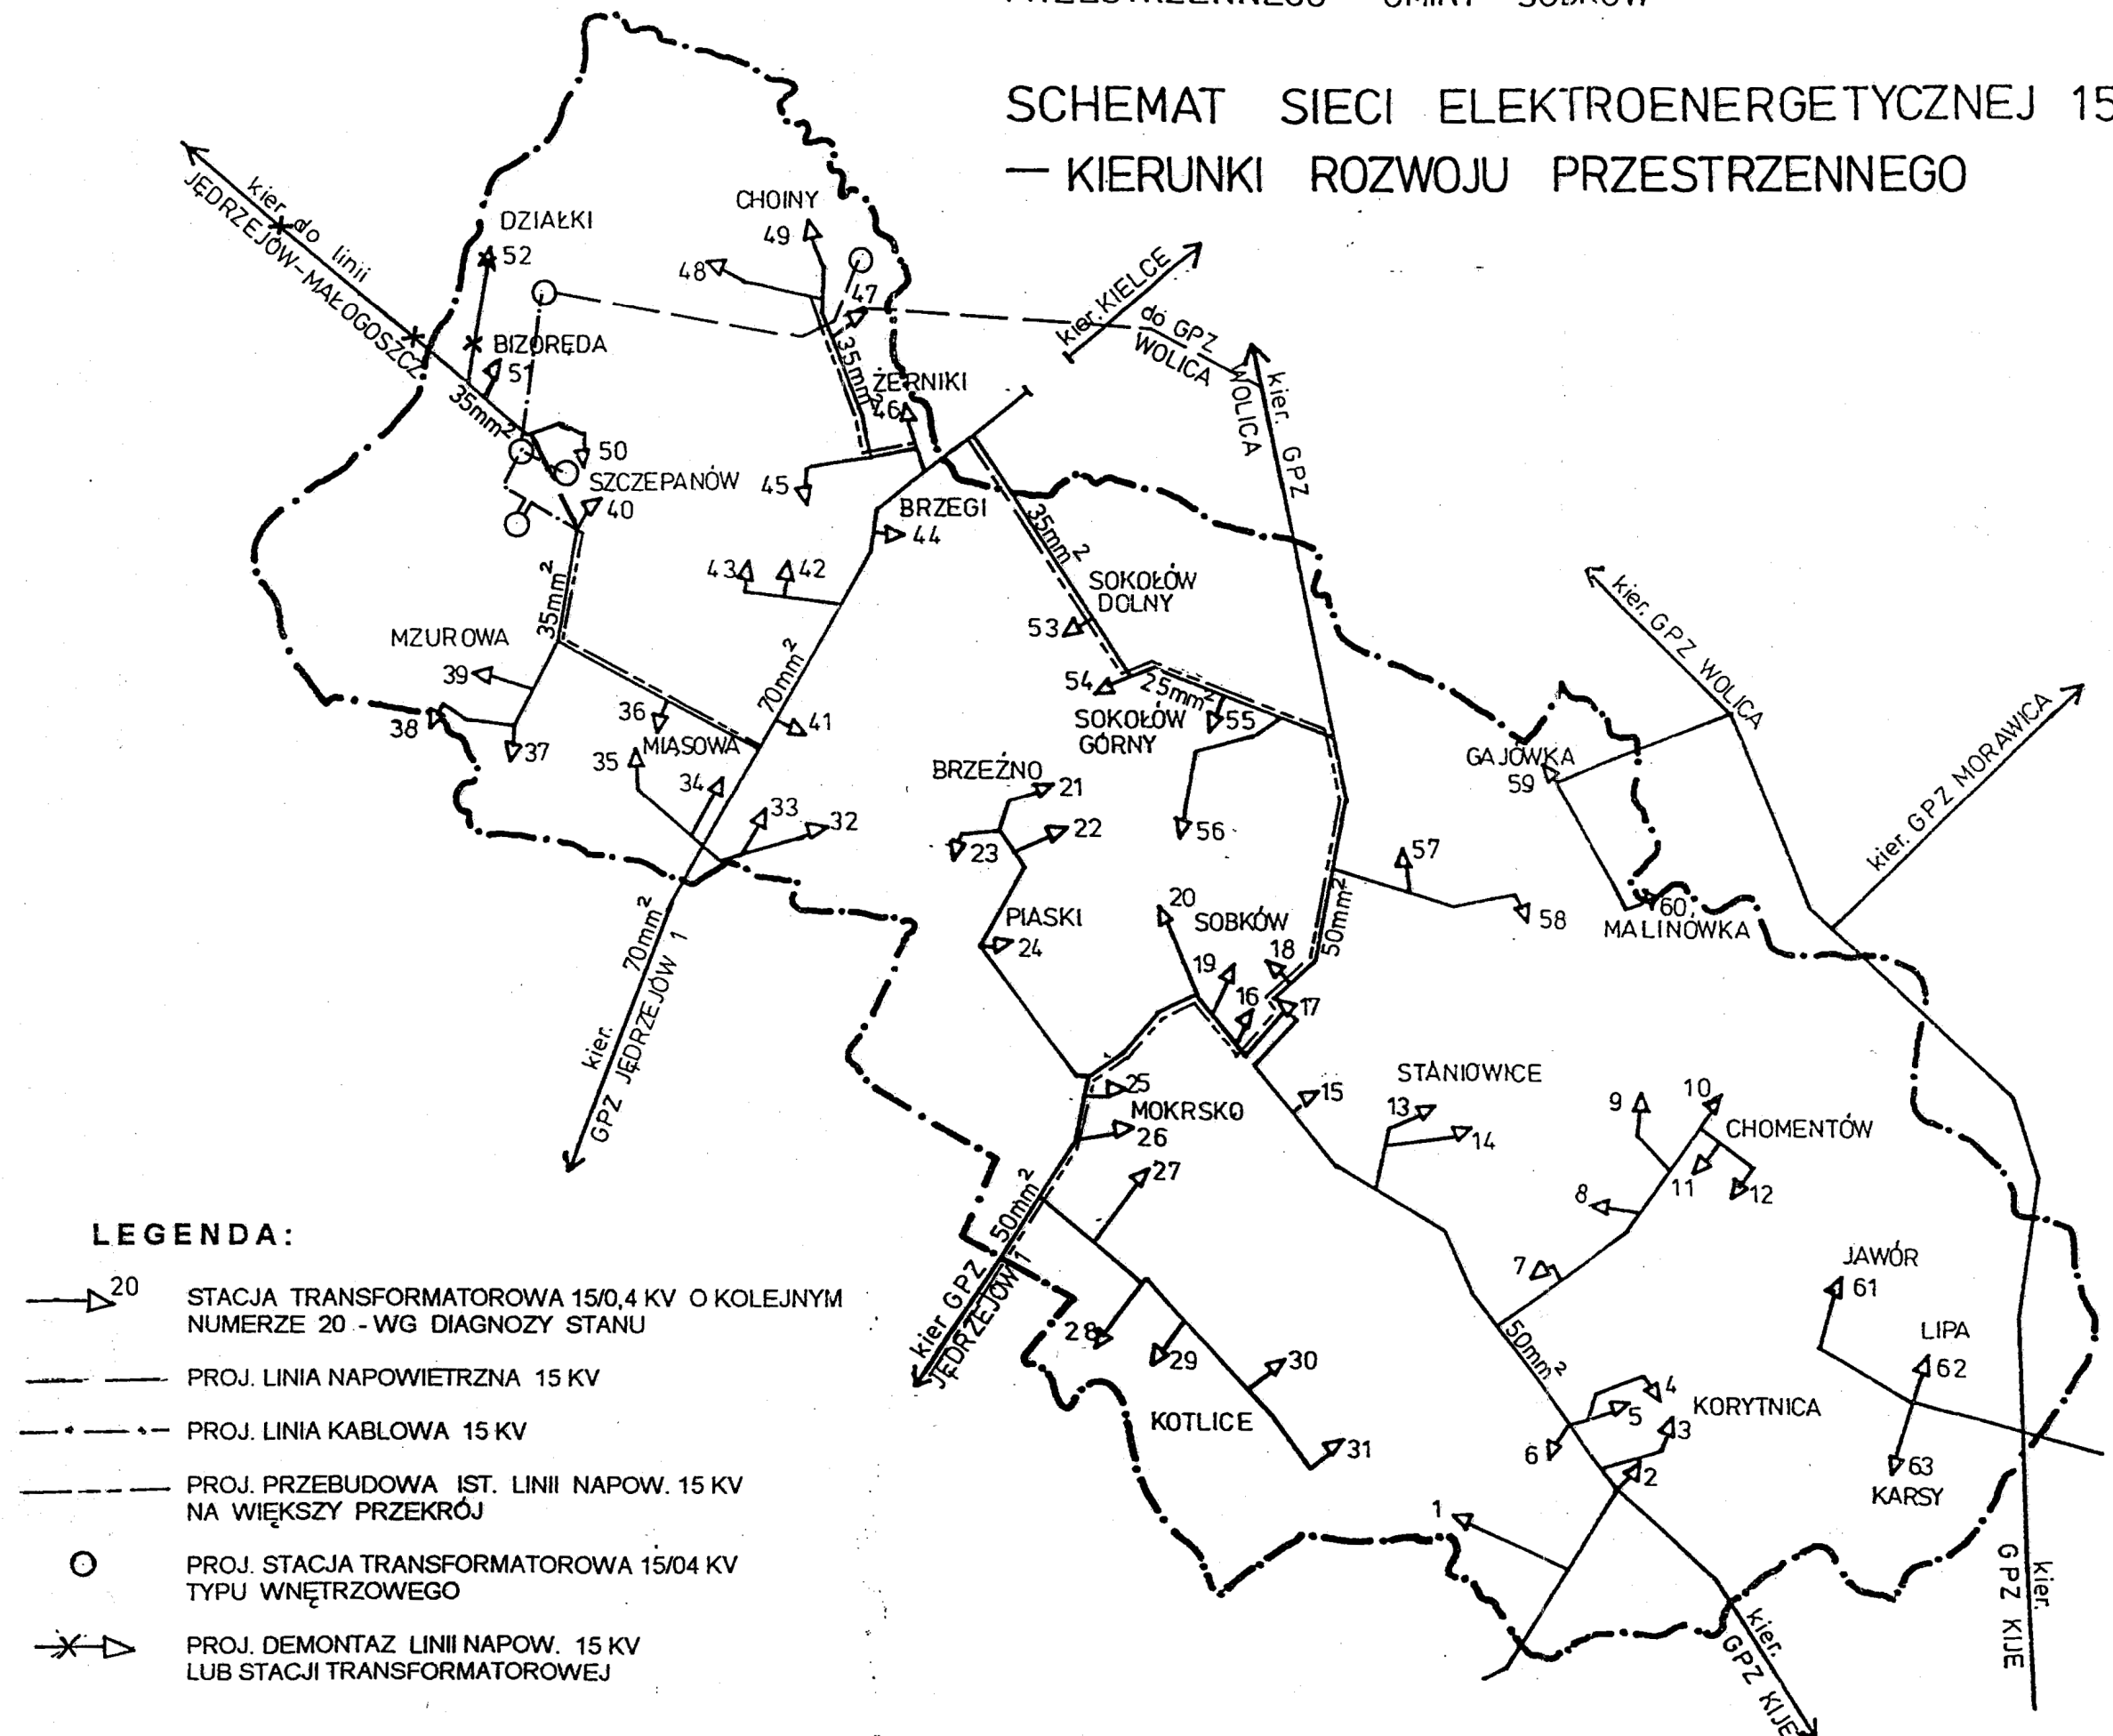 PRZESTRZENNEGO GMINY SOBKÓW
SCHEMAT SIECI ELEKTROENERGETYCZNEJ 15
— KIERUNKI ROZWOJU PRZESTRZENNEGO
kier. do linii
JĘDRZEJÓW-MAŁOGOSZCZ
DZIAŁKI
52
BIZORĘDA
51
35mm²
50
SZCZEPANÓW
40
35mm²
MZUROWA
39
38
37
CHOINY
49
48
47
35mm²
ŻERNIKI
46
45
BRZEGI
44
43
42
70mm²
41
36
MIĄSOWA
35
34
33
32
70mm²
kier.
GPZ JĘDRZEJÓW 1
kier. KIELCE
do GPZ
WOLICA
kier. GPZ
WOLICA
35mm²
SOKOŁÓW
DOLNY
53
54
25mm²
55
SOKOŁÓW
GÓRNY
56
BRZEŹNO
21
22
23
PIASKI
24
20
SOBKÓW
19
18
16
17
50mm²
57
58
kier. GPZ WOLICA
GAJÓWKA
59
60
MALINÓWKA
kier. GPZ MORAWICA
25
MOKRSKO
26
27
50mm²
kier GPZ
JĘDRZEJÓW 1
28
29
30
31
KOTLICE
15
STANIOWICE
13
14
9
10
CHOMENTÓW
11
12
8
7
50mm²
4
5
KORYTNICA
3
6
2
1
JAWÓR
61
LIPA
62
63
KARSY
kier.
GPZ KIJE
kier.
GPZ KIJE
LEGENDA:
20
STACJA TRANSFORMATOROWA 15/0,4 KV O KOLEJNYM
NUMERZE 20 - WG DIAGNOZY STANU
PROJ. LINIA NAPOWIETRZNA 15 KV
PROJ. LINIA KABLOWA 15 KV
PROJ. PRZEBUDOWA IST. LINII NAPOW. 15 KV
NA WIĘKSZY PRZEKRÓJ
PROJ. STACJA TRANSFORMATOROWA 15/04 KV
TYPU WNĘTRZOWEGO
PROJ. DEMONTAZ LINII NAPOW. 15 KV
LUB STACJI TRANSFORMATOROWEJ